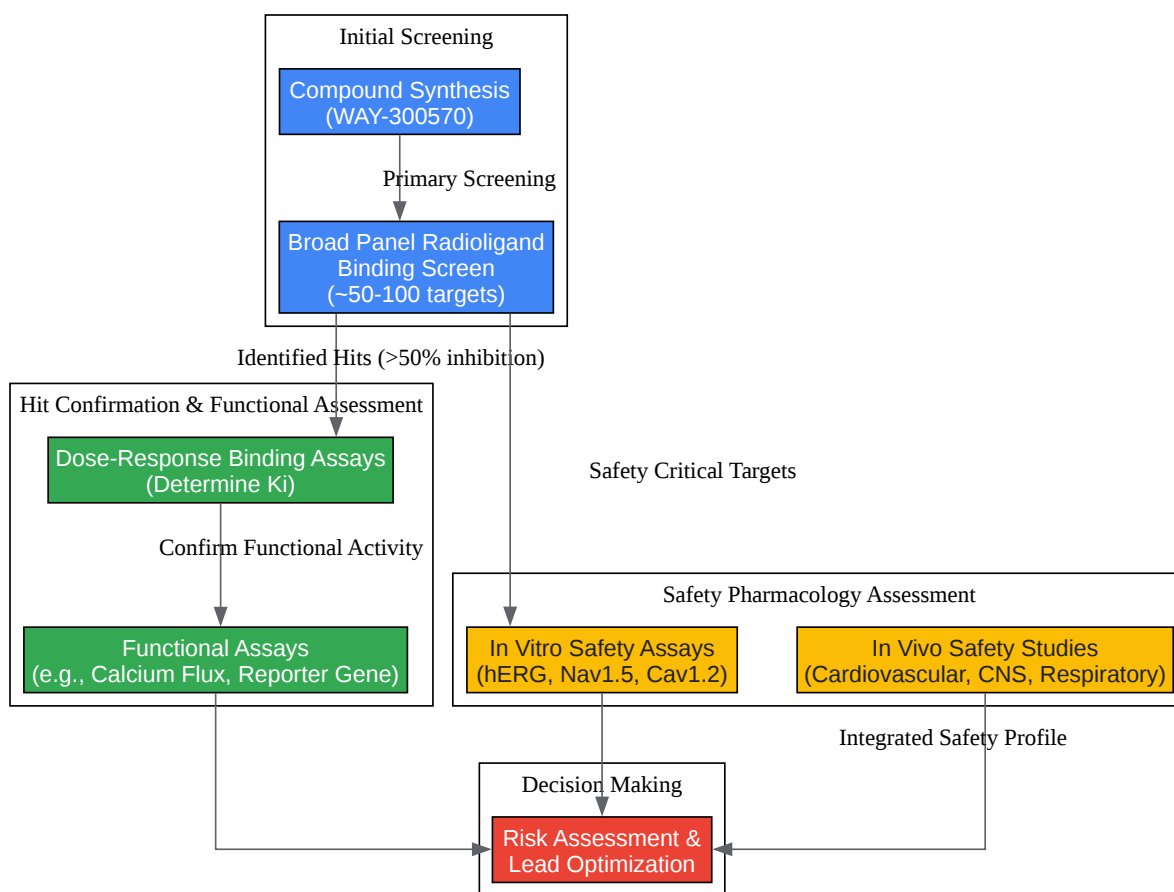 Initial Screening
Compound Synthesis
(WAY-300570)
Primary Screening
Broad Panel Radioligand
Binding Screen
(~50-100 targets)
Identified Hits (>50% inhibition)
Hit Confirmation & Functional Assessment
Dose-Response Binding Assays
(Determine Ki)
Safety Critical Targets
Confirm Functional Activity
Safety Pharmacology Assessment
Functional Assays
(e.g., Calcium Flux, Reporter Gene)
In Vitro Safety Assays
(hERG, Nav1.5, Cav1.2)
In Vivo Safety Studies
(Cardiovascular, CNS, Respiratory)
Integrated Safety Profile
Decision Making
Risk Assessment &
Lead Optimization